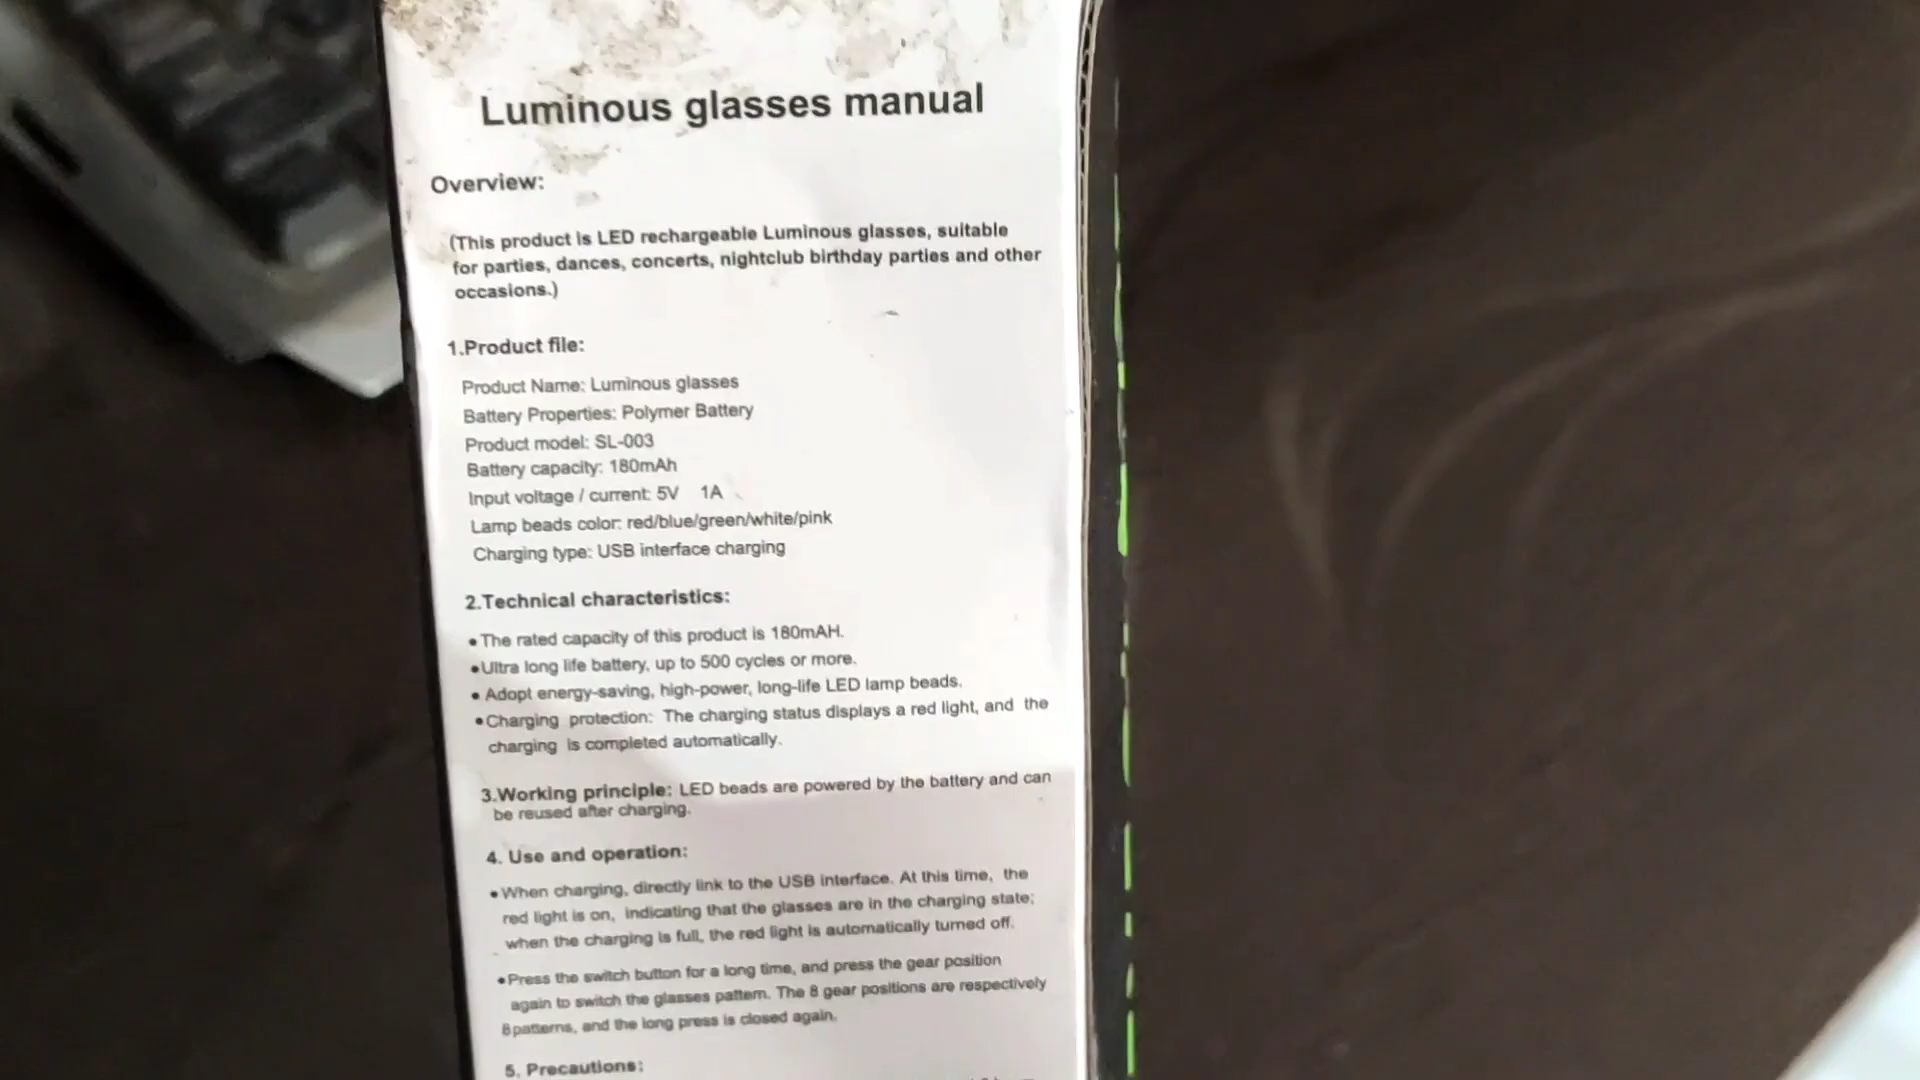 Luminous glasses manual
Overview:
(This product is LED rechargeable Luminous glasses, suitable
for parties, dances, concerts, nightclub birthday parties and other
occasions.)
1.Product file:
Product Name: Luminous glasses
Battery Properties: Polymer Battery
Product model: SL-003
Battery capacity: 180mAh
Input voltage / current: 5V 1A
Lamp beads color: red/blue/green/white/pink
Charging type: USB interface charging
2.Technical characteristics:
• The rated capacity of this product is 180mAH.
• Ultra long life battery, up to 500 cycles or more.
• Adopt energy-saving, high-power, long-life LED lamp beads.
• Charging protection: The charging status displays a red light, and the
charging is completed automatically.
3.Working principle: LED beads are powered by the battery and can
be reused after charging.
4. Use and operation:
• When charging, directly link to the USB interface. At this time, the
red light is on, indicating that the glasses are in the charging state;
when the charging is full, the red light is automatically turned off.
• Press the switch button for a long time, and press the gear position
again to switch the glasses pattern. The 8 gear positions are respectively
8 patterns, and the long press is closed again.
5. Precautions: